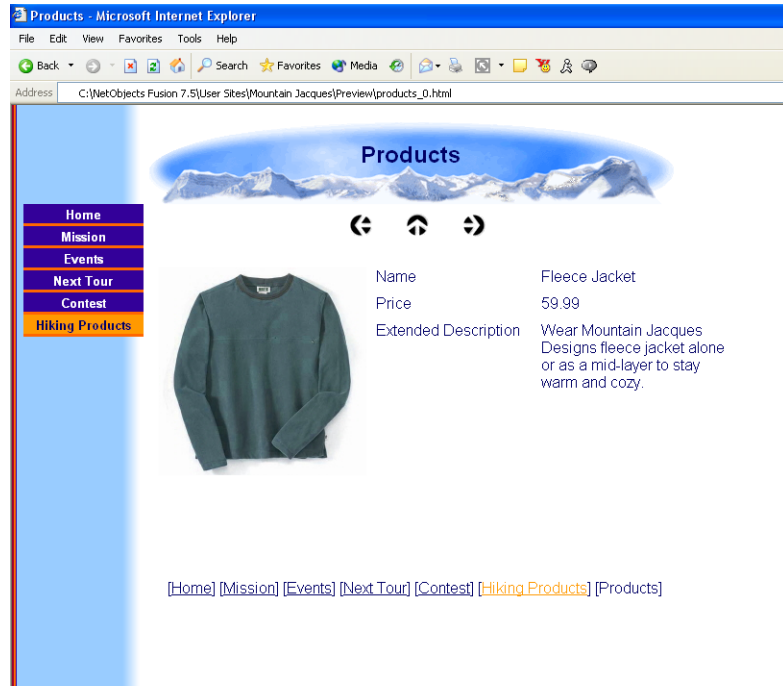 Products - Microsoft Internet Explorer
File Edit View Favorites Tools Help
Back Search Favorites Media
Address C:\NetObjects Fusion 7.5\User Sites\Mountain Jacques\Preview\products_0.html
Products
Home
Mission
Events
Next Tour
Contest
Hiking Products
Name Fleece Jacket
Price 59.99
Extended Description Wear Mountain Jacques
Designs fleece jacket alone
or as a mid-layer to stay
warm and cozy.
[Home] [Mission] [Events] [Next Tour] [Contest] [Hiking Products] [Products]